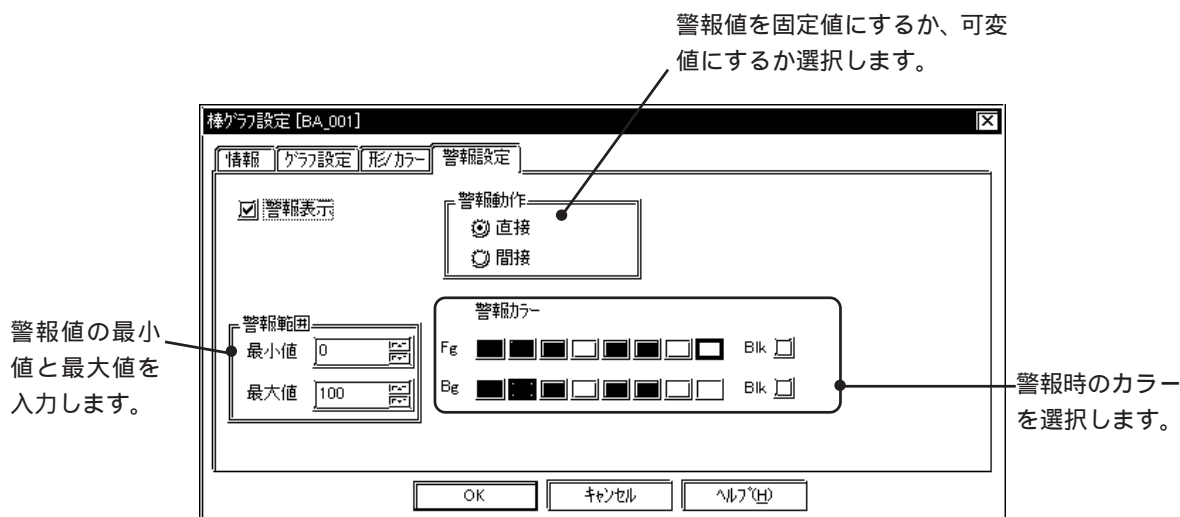 警報値を固定値にするか、可変
値にするか選択します。
棒グラフ設定 [BA_001]
情報 グラフ設定 形/カラー 警報設定
警報表示
警報動作
直接
間接
警報値の最小
値と最大値を
入力します。
警報範囲
最小値 0
最大値 100
警報カラー
Fg Blk
Bg Blk
警報時のカラー
を選択します。
OK キャンセル ヘルプ(H)